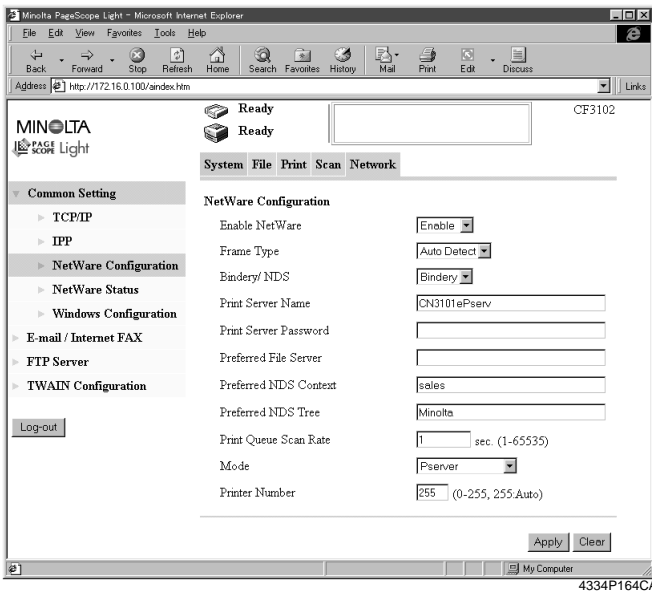 Minolta PageScope Light - Microsoft Internet Explorer
File Edit View Favorites Tools Help
Back Forward Stop Refresh Home Search Favorites History Mail Print Edit Discuss
Address http://172.16.0.100/aindex.htm Links
MINOLTA
PAGE SCOPE Light
Ready
Ready
CF3102
System File Print Scan Network
Common Setting
TCP/IP
IPP
NetWare Configuration
NetWare Status
Windows Configuration
E-mail / Internet FAX
FTP Server
TWAIN Configuration
Log-out
NetWare Configuration
Enable NetWare Enable
Frame Type Auto Detect
Bindery/ NDS Bindery
Print Server Name CN3101ePserv
Print Server Password
Preferred File Server
Preferred NDS Context sales
Preferred NDS Tree Minolta
Print Queue Scan Rate 1 sec. (1-65535)
Mode Pserver
Printer Number 255 (0-255, 255:Auto)
Apply Clear
My Computer
4334P164CA